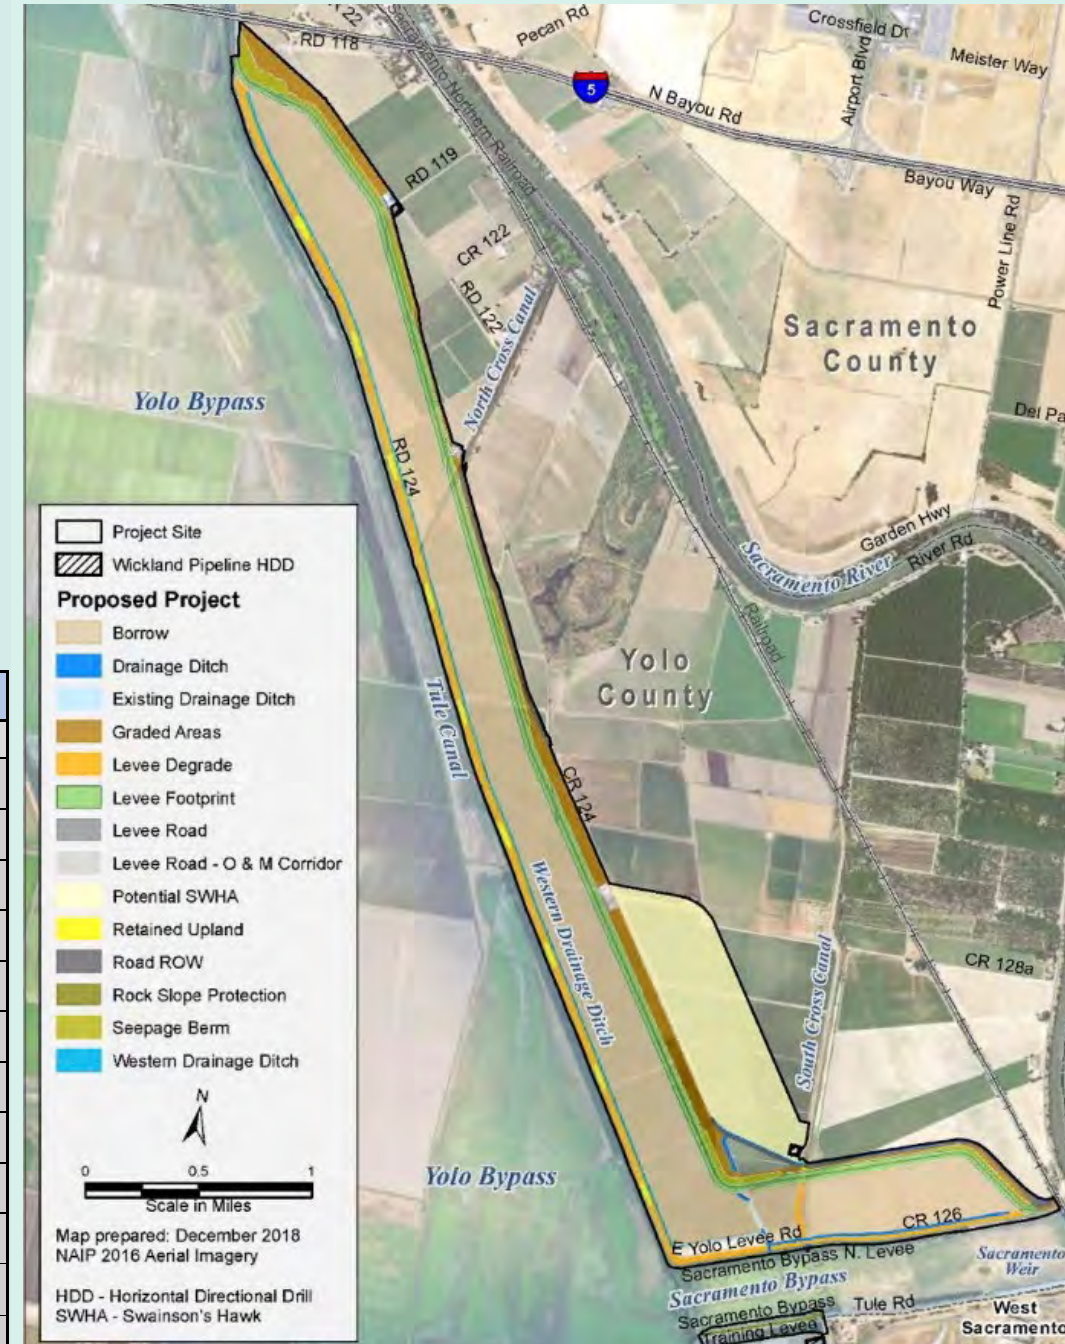 RD 22
RD 118
Pecan Rd
Crossfield Dr
Meister Way
Airport Blvd
5
N Bayou Rd
Bayou Way
Sacramento Northern Railroad
RD 119
CR 122
RD 122
North Cross Canal
Power Line Rd
Sacramento
County
Del Pa
Yolo Bypass
RD 124
Garden Hwy
River Rd
Sacramento River
Railroad
Yolo
County
Tule Canal
CR 124
Western Drainage Ditch
South Cross Canal
CR 128a
Project Site
Wickland Pipeline HDD
Proposed Project
Borrow
Drainage Ditch
Existing Drainage Ditch
Graded Areas
Levee Degrade
Levee Footprint
Levee Road
Levee Road - O & M Corridor
Potential SWHA
Retained Upland
Road ROW
Rock Slope Protection
Seepage Berm
Western Drainage Ditch
N
0 0.5 1
Scale in Miles
Map prepared: December 2018
NAIP 2016 Aerial Imagery
HDD - Horizontal Directional Drill
SWHA - Swainson's Hawk
Yolo Bypass
E Yolo Levee Rd
CR 126
Sacramento Bypass N. Levee
Sacramento Bypass
Sacramento
Weir
Sacramento Bypass
Training Levee
Tule Rd
West
Sacramento